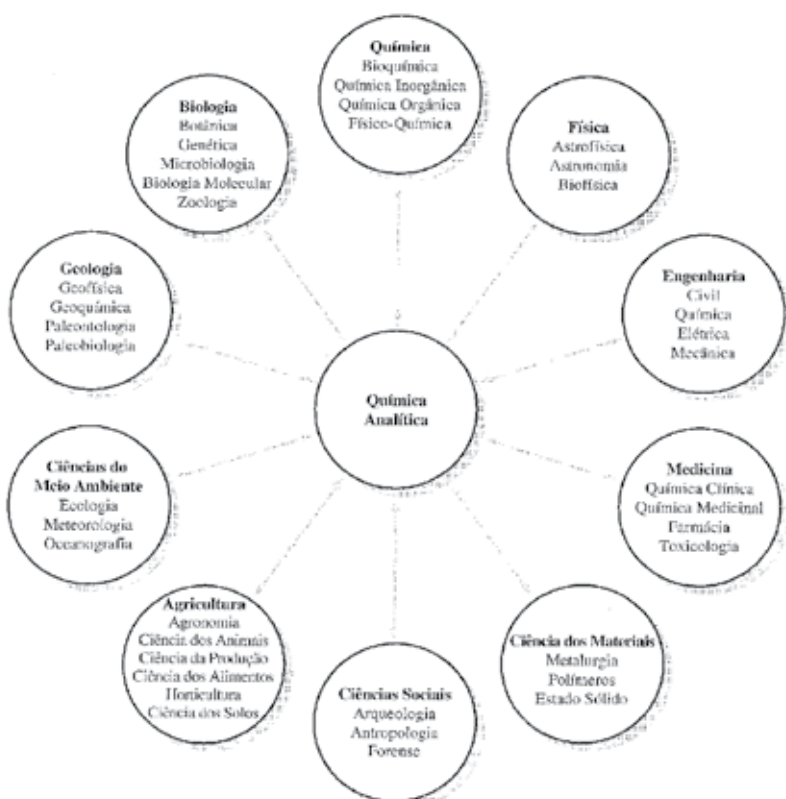 Química
Bioquímica
Química Inorgânica
Química Orgânica
Físico-Química
Física
Astrofísica
Astronomia
Biofísica
Engenharia
Civil
Química
Elétrica
Mecânica
Medicina
Química Clínica
Química Medicinal
Farmácia
Toxicologia
Ciência dos Materiais
Metalurgia
Polímeros
Estado Sólido
Ciências Sociais
Arqueologia
Antropologia
Forense
Agricultura
Agronomia
Ciência dos Animais
Ciência da Produção
Ciência dos Alimentos
Horticultura
Ciência dos Solos
Ciências do
Meio Ambiente
Ecologia
Meteorologia
Oceanografia
Geologia
Geofísica
Geoquímica
Paleontologia
Paleobiologia
Biologia
Botânica
Genética
Microbiologia
Biologia Molecular
Zoologia
Química
Analítica